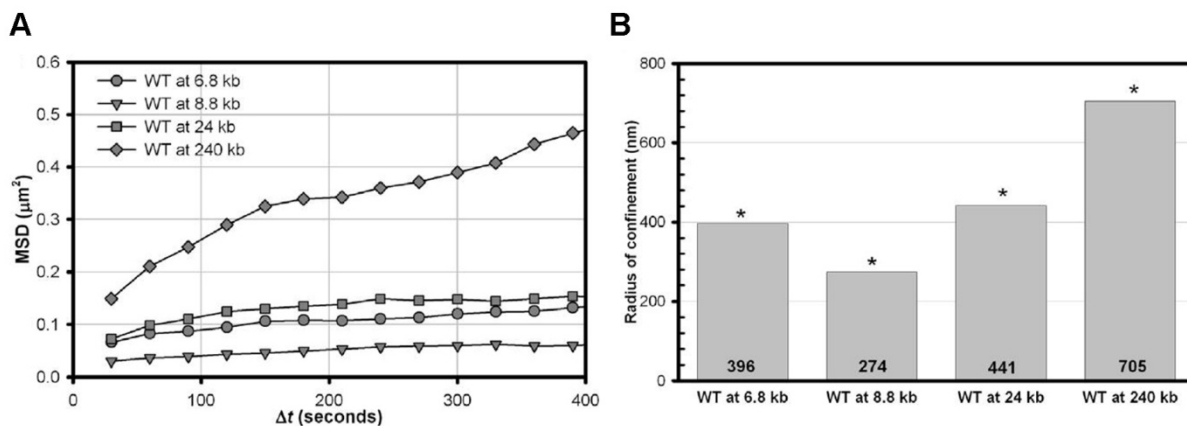 A
0.6
0.5
0.4
0.3
0.2
0.1
0.0
MSD (μm²)
WT at 6.8 kb
WT at 8.8 kb
WT at 24 kb
WT at 240 kb
0 100 200 300 400
Δt (seconds)
B
800
600
400
200
0
Radius of confinement (nm)
* * * *
396 274 441 705
WT at 6.8 kb WT at 8.8 kb WT at 24 kb WT at 240 kb